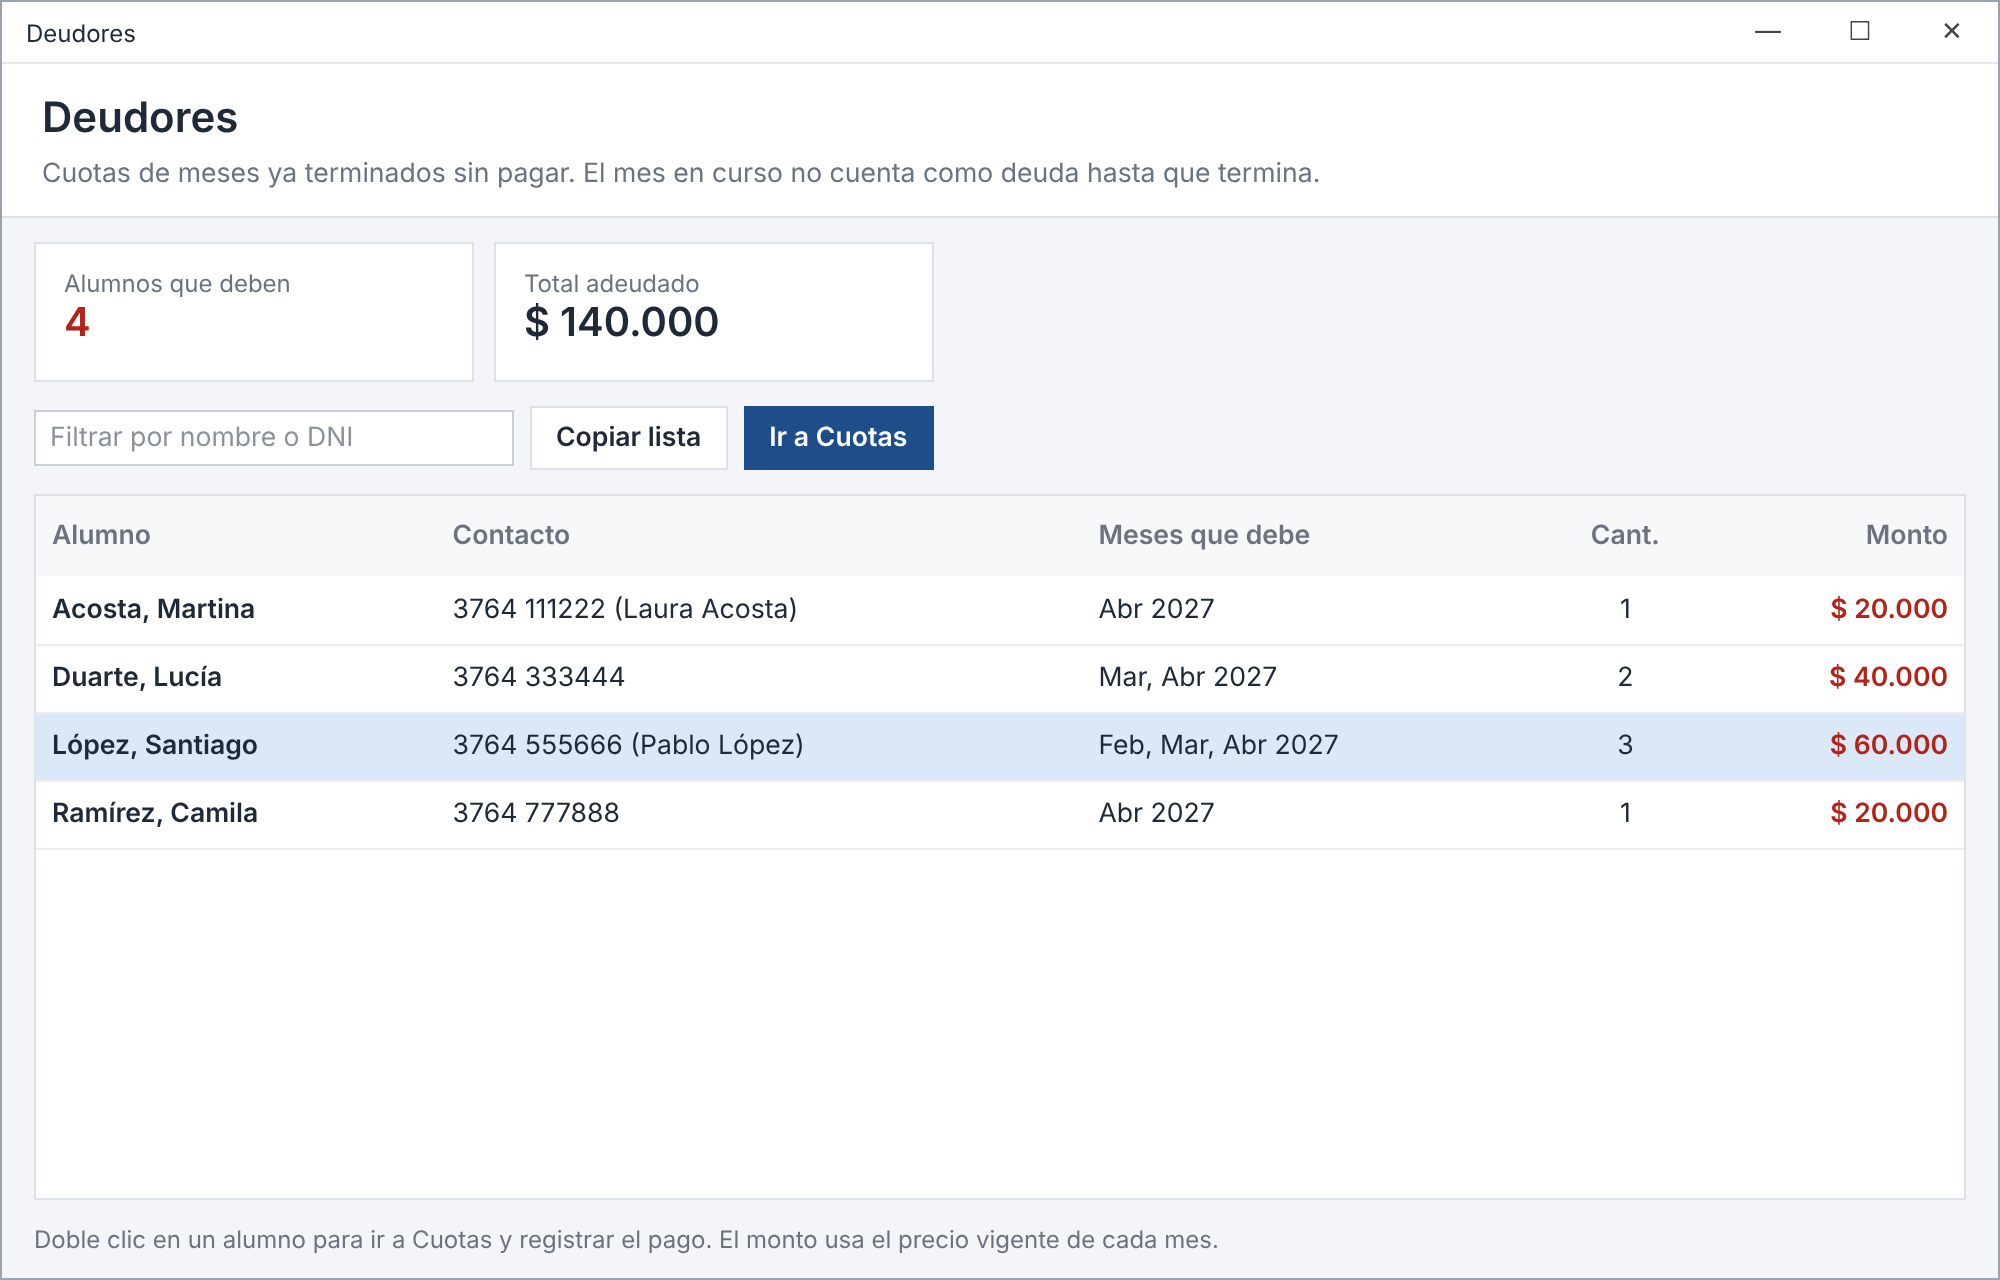 Deudores
Deudores
Cuotas de meses ya terminados sin pagar. El mes en curso no cuenta como deuda hasta que termina.
Alumnos que deben
4
Total adeudado
$ 140.000
Filtrar por nombre o DNI
Copiar lista
Ir a Cuotas
Alumno Contacto Meses que debe Cant. Monto
Acosta, Martina 3764 111222 (Laura Acosta) Abr 2027 1 $ 20.000
Duarte, Lucía 3764 333444 Mar, Abr 2027 2 $ 40.000
López, Santiago 3764 555666 (Pablo López) Feb, Mar, Abr 2027 3 $ 60.000
Ramírez, Camila 3764 777888 Abr 2027 1 $ 20.000
Doble clic en un alumno para ir a Cuotas y registrar el pago. El monto usa el precio vigente de cada mes.